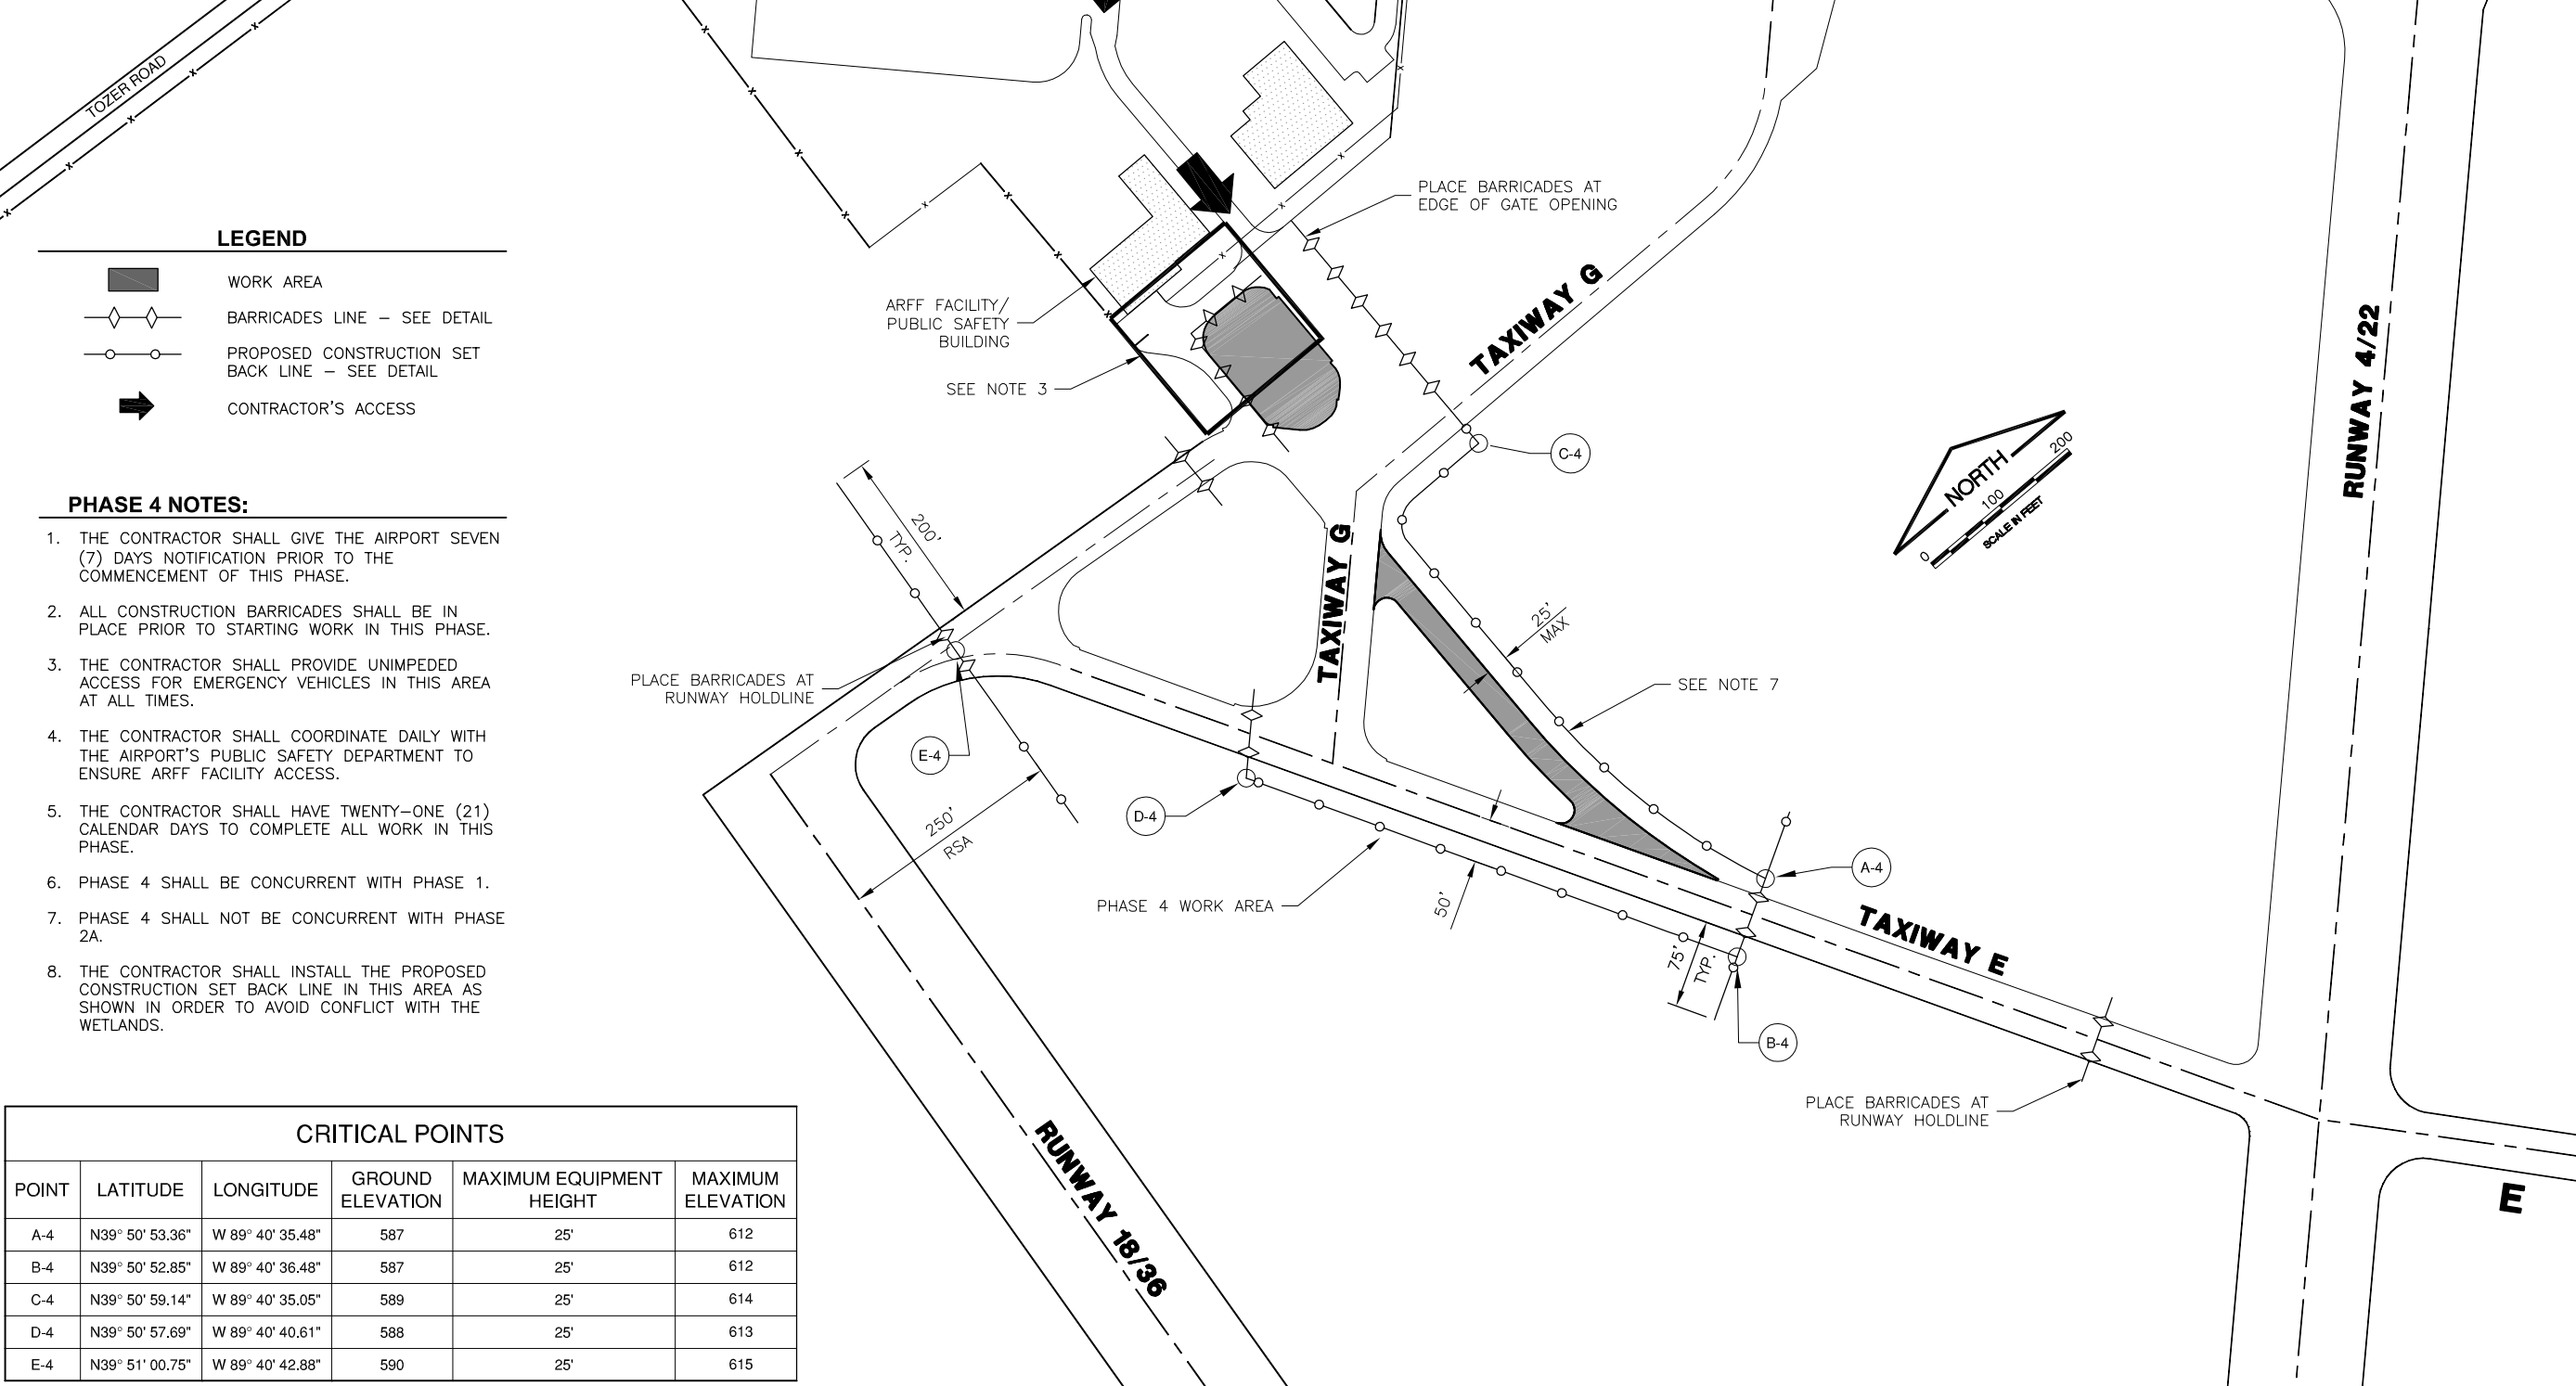 TOZER ROAD
LEGEND
WORK AREA
BARRICADES LINE – SEE DETAIL
PROPOSED CONSTRUCTION SET
BACK LINE – SEE DETAIL
CONTRACTOR'S ACCESS
PHASE 4 NOTES:
1. THE CONTRACTOR SHALL GIVE THE AIRPORT SEVEN
(7) DAYS NOTIFICATION PRIOR TO THE
COMMENCEMENT OF THIS PHASE.
2. ALL CONSTRUCTION BARRICADES SHALL BE IN
PLACE PRIOR TO STARTING WORK IN THIS PHASE.
3. THE CONTRACTOR SHALL PROVIDE UNIMPEDED
ACCESS FOR EMERGENCY VEHICLES IN THIS AREA
AT ALL TIMES.
4. THE CONTRACTOR SHALL COORDINATE DAILY WITH
THE AIRPORT'S PUBLIC SAFETY DEPARTMENT TO
ENSURE ARFF FACILITY ACCESS.
5. THE CONTRACTOR SHALL HAVE TWENTY–ONE (21)
CALENDAR DAYS TO COMPLETE ALL WORK IN THIS
PHASE.
6. PHASE 4 SHALL BE CONCURRENT WITH PHASE 1.
7. PHASE 4 SHALL NOT BE CONCURRENT WITH PHASE
2A.
8. THE CONTRACTOR SHALL INSTALL THE PROPOSED
CONSTRUCTION SET BACK LINE IN THIS AREA AS
SHOWN IN ORDER TO AVOID CONFLICT WITH THE
WETLANDS.
CRITICAL POINTS
POINT LATITUDE LONGITUDE GROUND ELEVATION MAXIMUM EQUIPMENT HEIGHT MAXIMUM ELEVATION
A-4 N39° 50' 53.36" W 89° 40' 35.48" 587 25' 612
B-4 N39° 50' 52.85" W 89° 40' 36.48" 587 25' 612
C-4 N39° 50' 59.14" W 89° 40' 35.05" 589 25' 614
D-4 N39° 50' 57.69" W 89° 40' 40.61" 588 25' 613
E-4 N39° 51' 00.75" W 89° 40' 42.88" 590 25' 615
PLACE BARRICADES AT
EDGE OF GATE OPENING
ARFF FACILITY/
PUBLIC SAFETY
BUILDING
SEE NOTE 3
TAXIWAY G
C-4
200'
TYP.
TAXIWAY G
25'
MAX
SEE NOTE 7
PLACE BARRICADES AT
RUNWAY HOLDLINE
E-4
250'
RSA
D-4
PHASE 4 WORK AREA
50'
75'
TYP.
A-4
B-4
TAXIWAY E
PLACE BARRICADES AT
RUNWAY HOLDLINE
RUNWAY 18/36
RUNWAY 4/22
NORTH
0 100 200
SCALE IN FEET
E